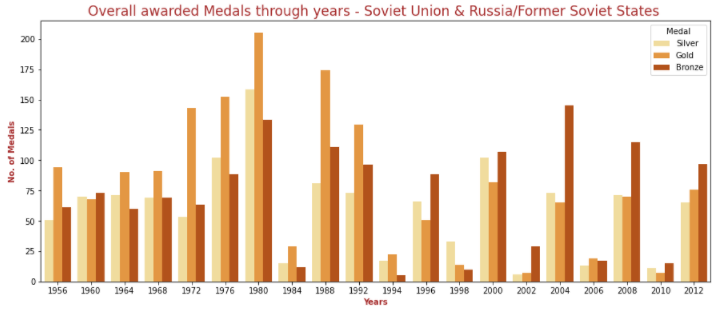 Overall awarded Medals through years - Soviet Union & Russia/Former Soviet States
Medal
Silver
Gold
Bronze
No. of Medals
200
175
150
125
100
75
50
25
0
1956 1960 1964 1968 1972 1976 1980 1984 1988 1992 1994 1996 1998 2000 2002 2004 2006 2008 2010 2012
Years